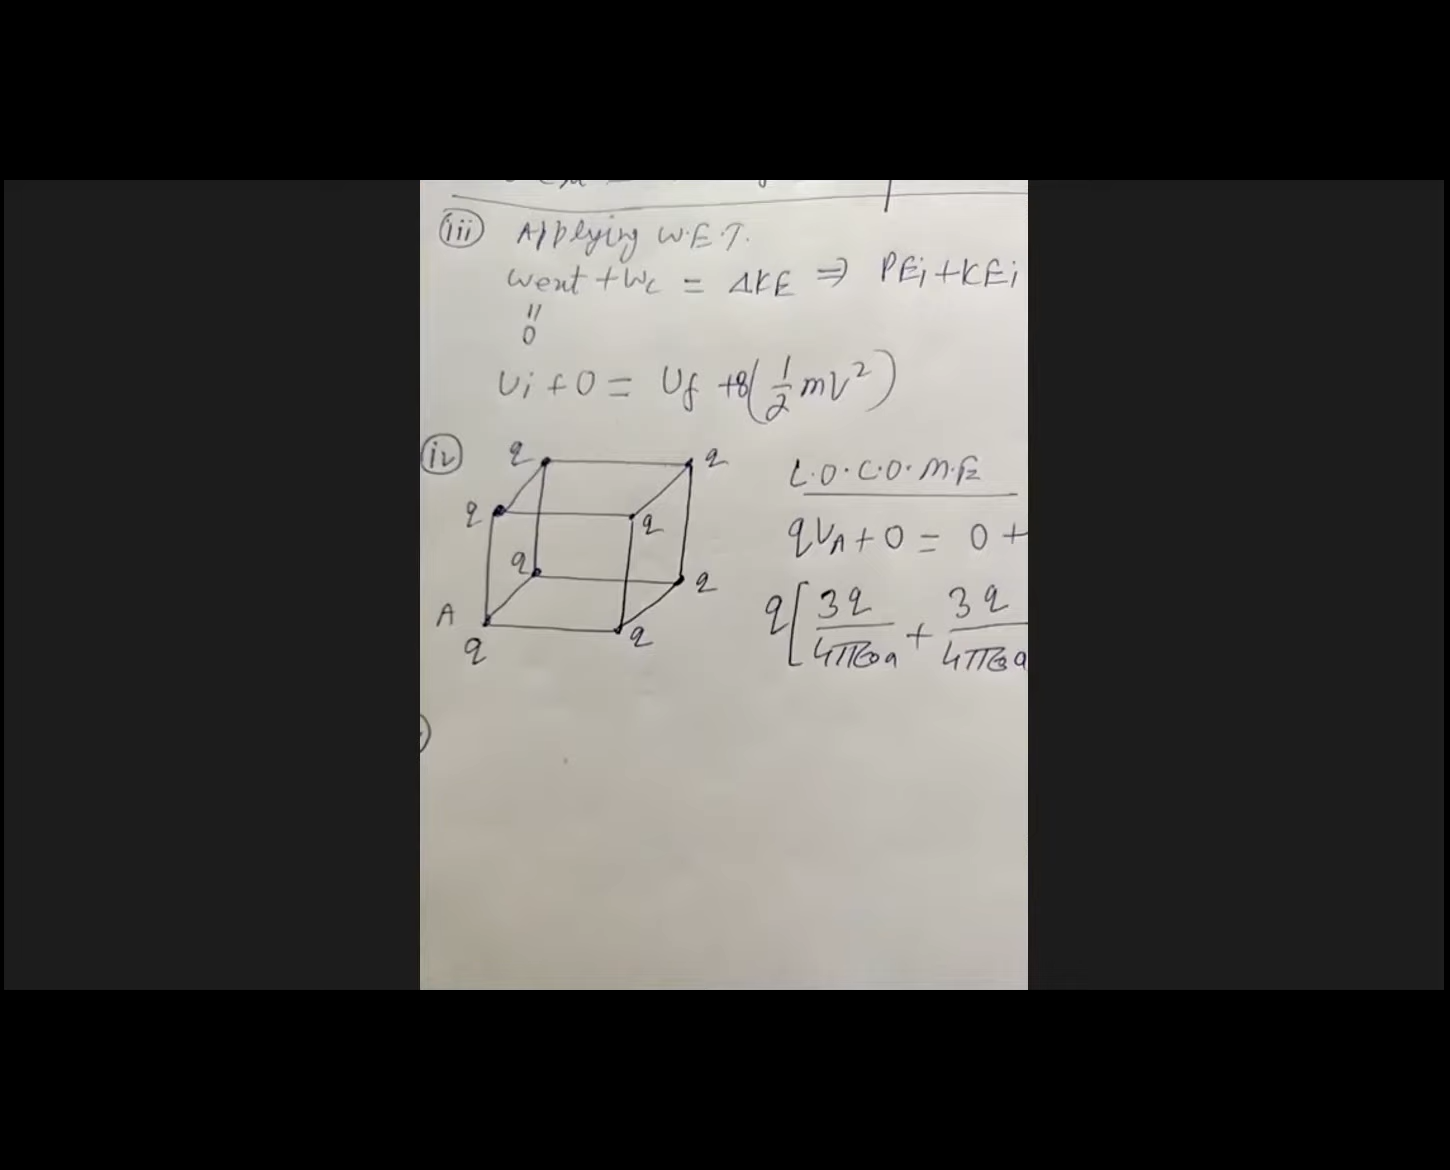 (iii) Applying W.E.T.
Wext + Wc = ΔKE ⇒ PEi + KEi
"
0
Ui + 0 = Uf + 8(1/2 mv²)
(iv) q q
q q
q q
A
q q
L.O.C.O.M.E
qVA + 0 = 0 +
q[3q/4πε0a + 3q/4πε0a